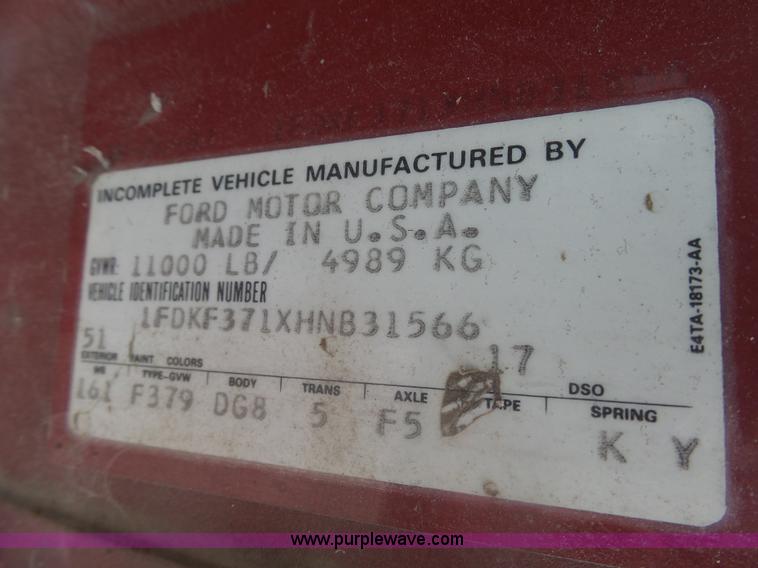 INCOMPLETE VEHICLE MANUFACTURED BY
FORD MOTOR COMPANY
MADE IN U.S.A.
GVWR: 11000 LB/ 4989 KG
VEHICLE IDENTIFICATION NUMBER
1FDKF371XHNB31566
51 17
EXTERIOR PAINT COLORS DSO
WB TYPE-GVW BODY TRANS AXLE TAPE SPRING
161 F379 DG8 5 F5 K Y
E4TA-18173-AA
www.purplewave.com